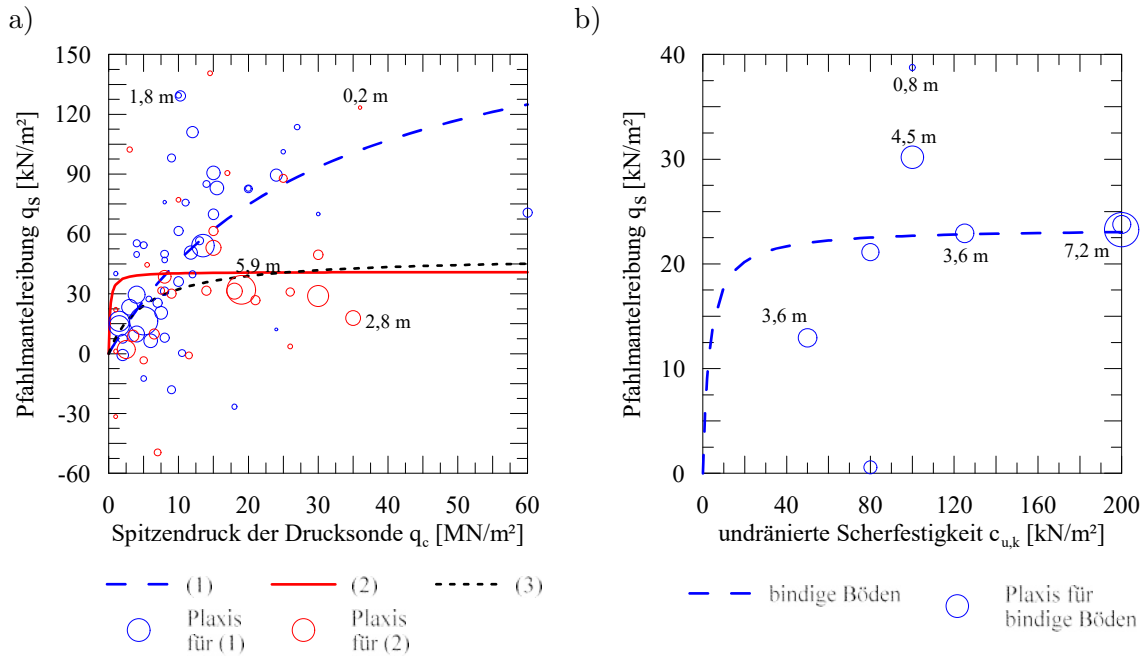 a)
150
120
90
60
30
0
-30
-60
Pfahlmantelreibung qS [kN/m²]
1,8 m
0,2 m
5,9 m
2,8 m
0 10 20 30 40 50 60
Spitzendruck der Drucksonde qc [MN/m²]
(1) (2) (3)
Plaxis für (1)
Plaxis für (2)
b)
40
30
20
10
0
Pfahlmantelreibung qS [kN/m²]
0,8 m
4,5 m
3,6 m
7,2 m
3,6 m
0 40 80 120 160 200
undränierte Scherfestigkeit cu,k [kN/m²]
bindige Böden
Plaxis für
bindige Böden